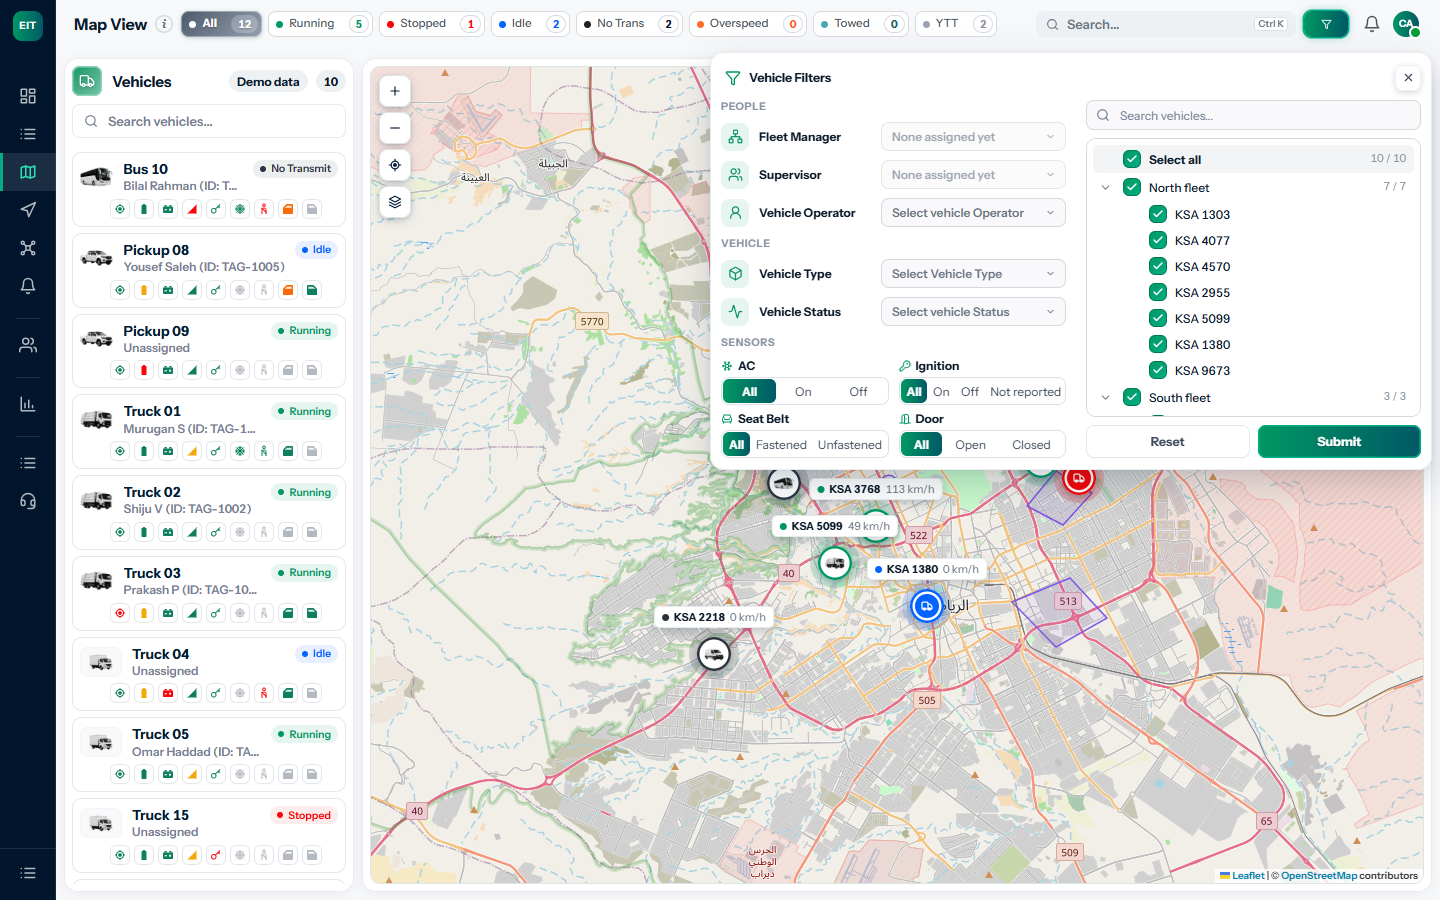 EIT
Map View
i
All 12
Running 5
Stopped 1
Idle 2
No Trans 2
Overspeed 0
Towed 0
YTT 2
Search...
Ctrl K
CA
Vehicles
Demo data
10
Search vehicles...
Bus 10
No Transmit
Bilal Rahman (ID: T...
Pickup 08
Idle
Yousef Saleh (ID: TAG-1005)
Pickup 09
Running
Unassigned
Truck 01
Running
Murugan S (ID: TAG-1...
Truck 02
Running
Shiju V (ID: TAG-1002)
Truck 03
Running
Prakash P (ID: TAG-10...
Truck 04
Idle
Unassigned
Truck 05
Running
Omar Haddad (ID: TA...
Truck 15
Stopped
Unassigned
+
−
الجبيلة
العيينة
5770
Vehicle Filters
PEOPLE
Fleet Manager
None assigned yet
Supervisor
None assigned yet
Vehicle Operator
Select vehicle Operator
VEHICLE
Vehicle Type
Select Vehicle Type
Vehicle Status
Select vehicle Status
SENSORS
AC
All On Off
Ignition
All On Off Not reported
Seat Belt
All Fastened Unfastened
Door
All Open Closed
Search vehicles...
Select all 10 / 10
North fleet 7 / 7
KSA 1303
KSA 4077
KSA 4570
KSA 2955
KSA 5099
KSA 1380
KSA 9673
South fleet 3 / 3
Reset
Submit
KSA 3768 113 km/h
KSA 5099 49 km/h
522
40
KSA 1380 0 km/h
513
KSA 2218 0 km/h
505
40
65
509
الحرس
الوطني
ديراب
Leaflet | © OpenStreetMap contributors